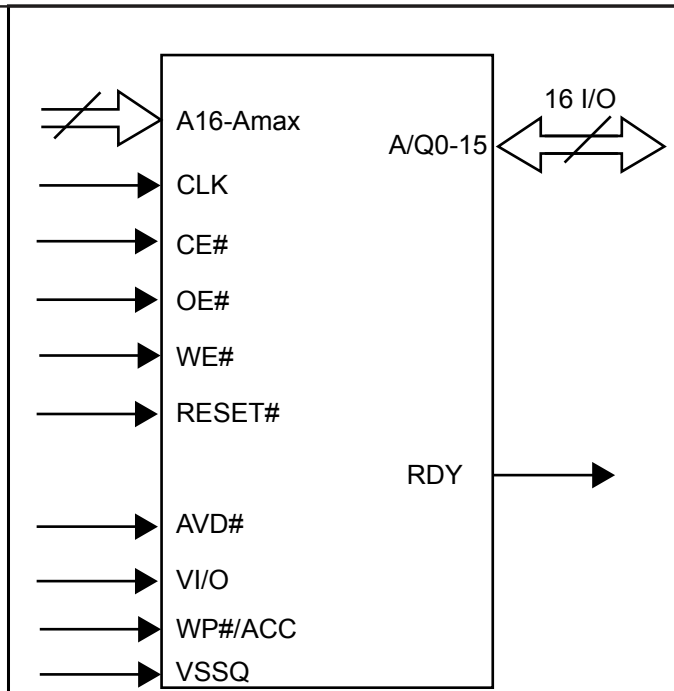 A16-Amax
16 I/O
A/Q0-15
CLK
CE#
OE#
WE#
RESET#
RDY
AVD#
VI/O
WP#/ACC
VSSQ